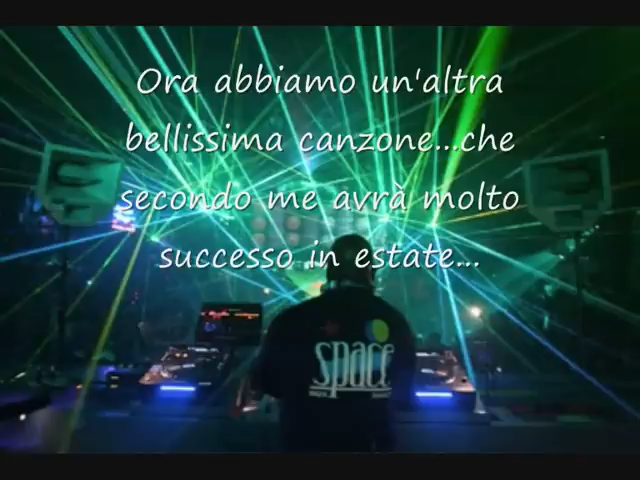 Ora abbiamo un'altra
bellissima canzone...che
secondo me avrà molto
successo in estate...
space